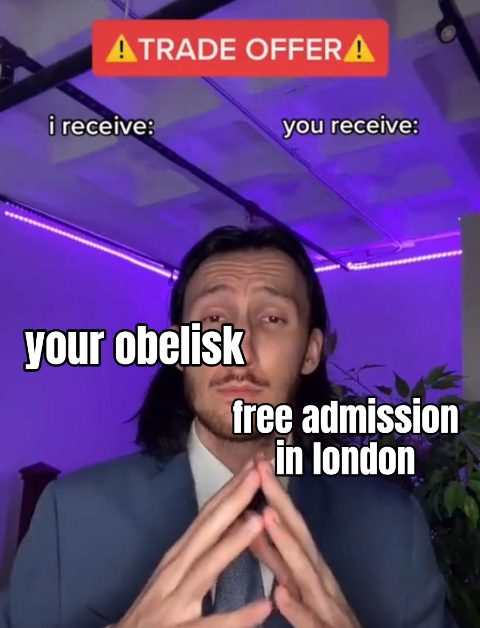 ⚠️TRADE OFFER⚠️
i receive:
you receive:
your obelisk
free admission
in london